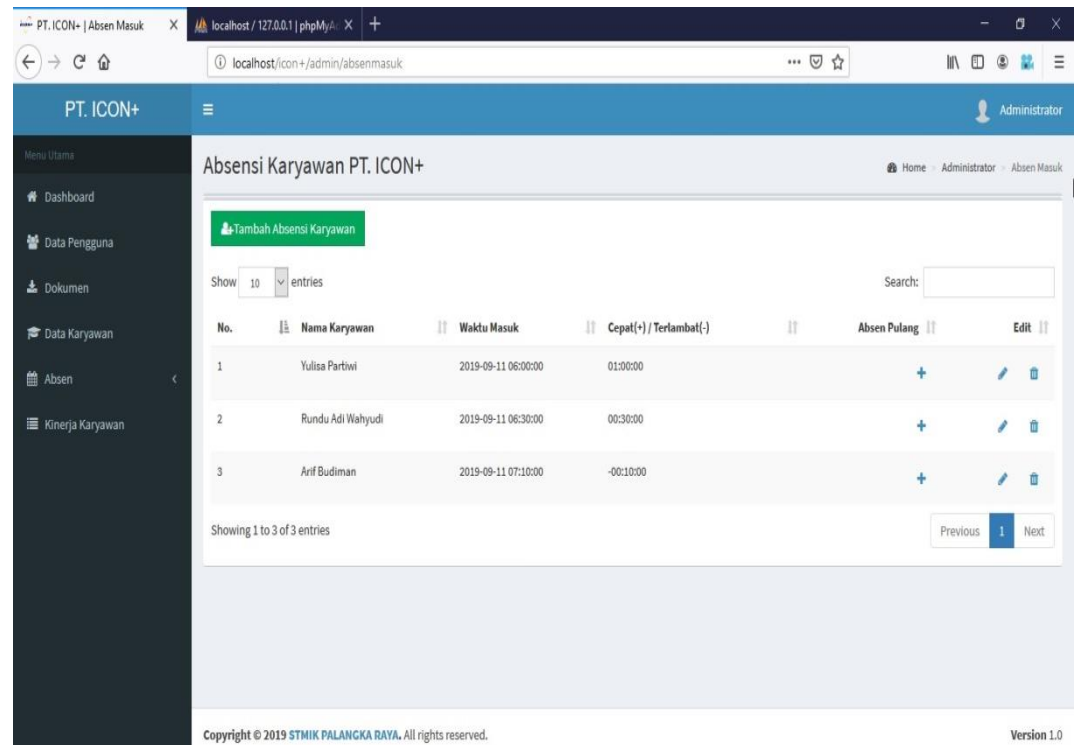 PT. ICON+ | Absen Masuk
localhost / 127.0.0.1 | phpMyAd
localhost/icon+/admin/absenmasuk
PT. ICON+
Administrator
Menu Utama
Dashboard
Data Pengguna
Dokumen
Data Karyawan
Absen
Kinerja Karyawan
Absensi Karyawan PT. ICON+
Home > Administrator > Absen Masuk
Tambah Absensi Karyawan
Show 10 entries
Search:
No. Nama Karyawan Waktu Masuk Cepat(+) / Terlambat(-) Absen Pulang Edit
1 Yulisa Partiwi 2019-09-11 06:00:00 01:00:00
2 Rundu Adi Wahyudi 2019-09-11 06:30:00 00:30:00
3 Arif Budiman 2019-09-11 07:10:00 -00:10:00
Showing 1 to 3 of 3 entries
Previous 1 Next
Copyright © 2019 STMIK PALANGKA RAYA. All rights reserved.
Version 1.0